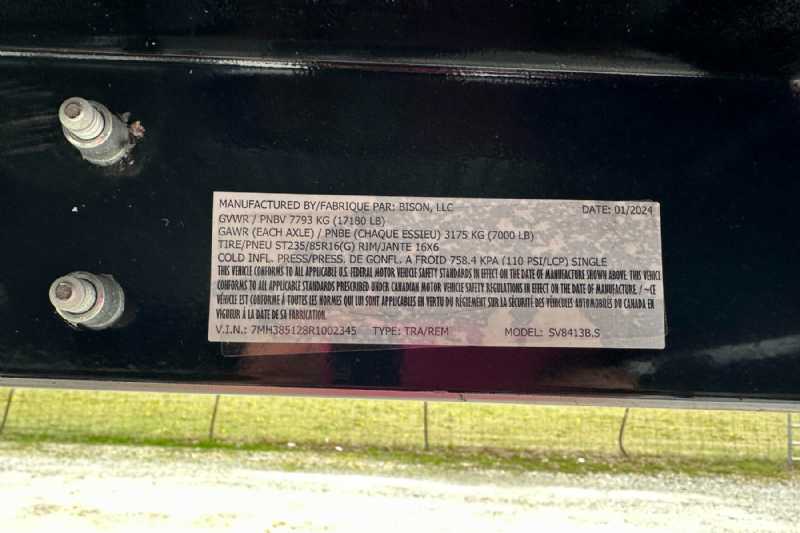 MANUFACTURED BY/FABRIQUE PAR: BISON, LLC DATE: 01/2024
GVWR / PNBV 7793 KG (17180 LB)
GAWR (EACH AXLE) / PNBE (CHAQUE ESSIEU) 3175 KG (7000 LB)
TIRE/PNEU ST235/85R16(G) RIM/JANTE 16X6
COLD INFL. PRESS/PRESS. DE GONFL. A FROID 758.4 KPA (110 PSI/LCP) SINGLE
THIS VEHICLE CONFORMS TO ALL APPLICABLE U.S. FEDERAL MOTOR VEHICLE SAFETY STANDARDS IN EFFECT ON THE DATE OF MANUFACTURE SHOWN ABOVE. THIS VEHICLE
CONFORMS TO ALL APPLICABLE STANDARDS PRESCRIBED UNDER CANADIAN MOTOR VEHICLE SAFETY REGULATIONS IN EFFECT ON THE DATE OF MANUFACTURE. / ~CE
VÉHICLE EST CONFORME À TOUTES LES NORMES QUI LUI SONT APPLICABLES EN VERTU DU RÈGLEMENT SUR LA SÉCURITÉ DES VÉHICULES AUTOMOBILES DU CANADA EN
VIGUEUR À LA DATE DE SA FABRICATION.
V.I.N.: 7MH385128R1002345 TYPE: TRA/REM MODEL: SV8413B.S